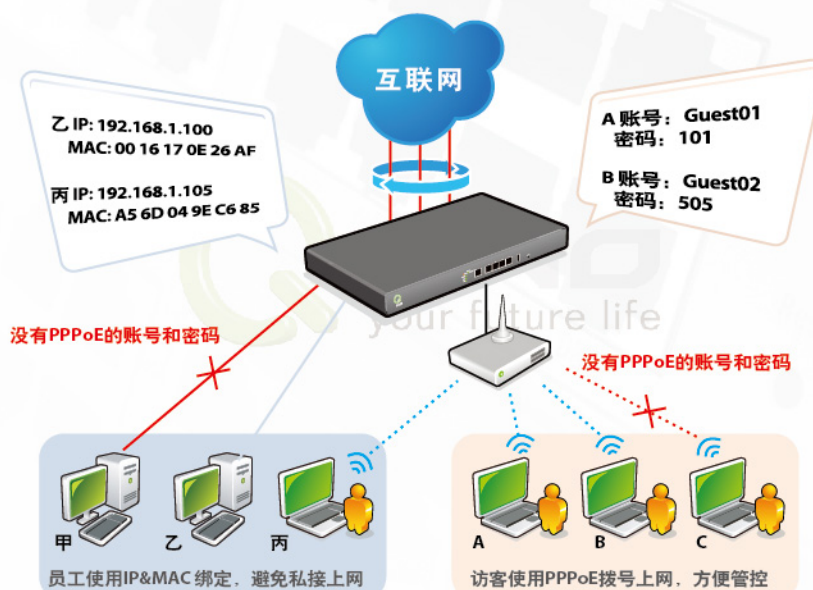 互联网
乙 IP: 192.168.1.100
MAC: 00 16 17 0E 26 AF
丙 IP: 192.168.1.105
MAC: A5 6D 04 9E C6 85
A 账号：Guest01
密码：101
B 账号：Guest02
密码：505
your future life
没有PPPoE的账号和密码
没有PPPoE的账号和密码
甲
乙
丙
A
B
C
员工使用IP&MAC 绑定，避免私接上网
访客使用PPPoE拨号上网，方便管控